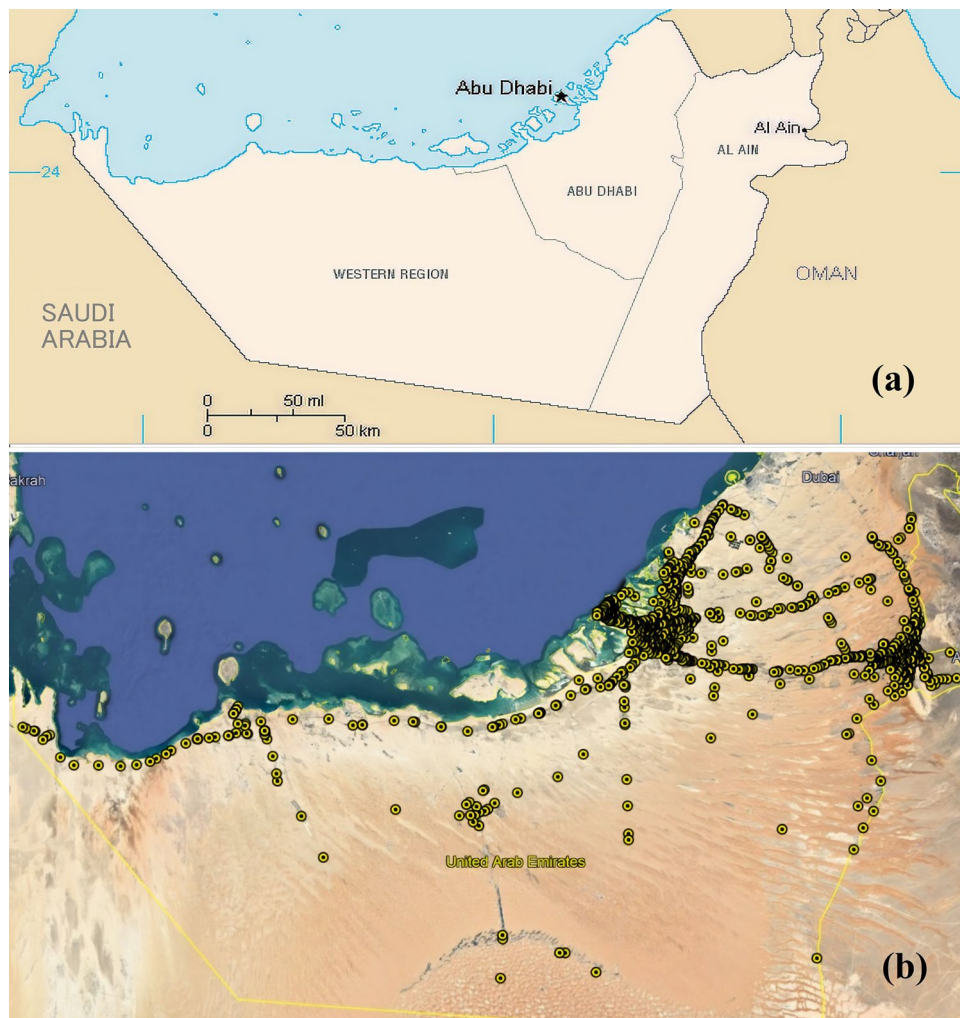 Abu Dhabi
Al Ain
AL AIN
24
ABU DHABI
WESTERN REGION
OMAN
SAUDI
ARABIA
(a)
0 50 mi
0 50 km
akrah
Dubai
United Arab Emirates
(b)